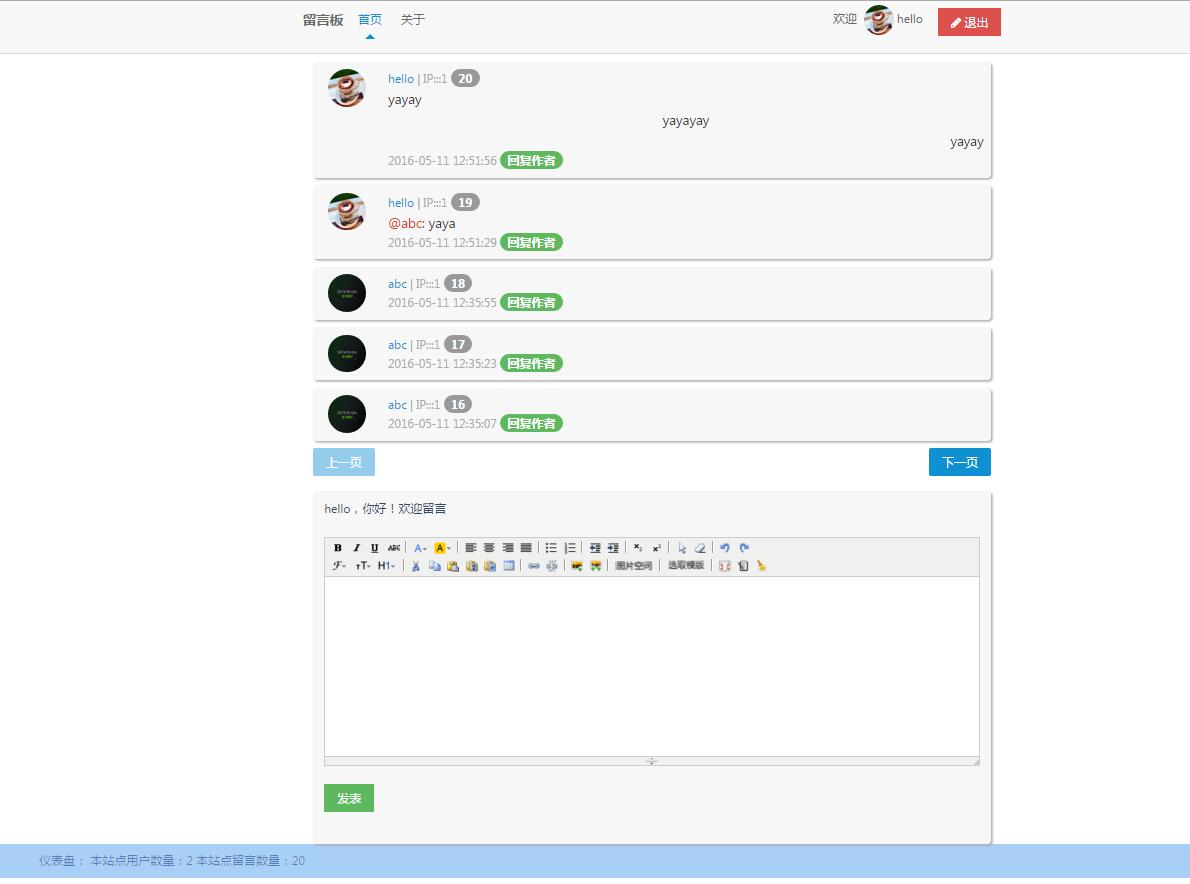 留言板 首页 关于 欢迎 hello 退出
hello | IP:::1 20
yayay
yayayay
yayay
2016-05-11 12:51:56 回复作者
hello | IP:::1 19
@abc: yaya
2016-05-11 12:51:29 回复作者
abc | IP:::1 18
2016-05-11 12:35:55 回复作者
abc | IP:::1 17
2016-05-11 12:35:23 回复作者
abc | IP:::1 16
2016-05-11 12:35:07 回复作者
上一页 下一页
hello，你好！欢迎留言
B I U ABC A A
F TT H1 图片空间 选取模版
发表
仪表盘： 本站点用户数量：2 本站点留言数量：20